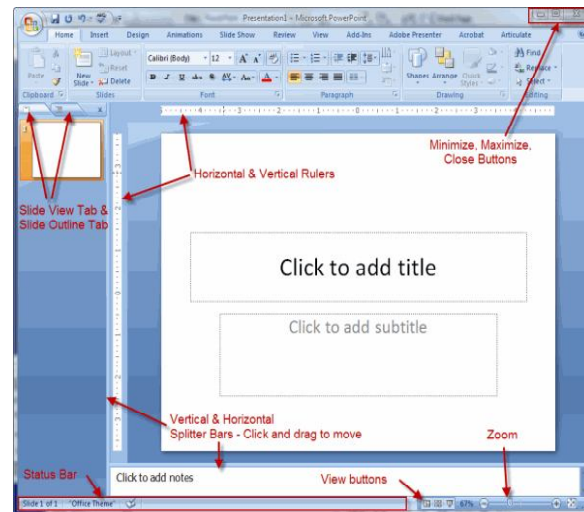 Presentation1 - Microsoft PowerPoint
Home Insert Design Animations Slide Show Review View Add-Ins Adobe Presenter Acrobat Articulate
Paste
New
Slide
Layout
Reset
Delete
Calibri (Body) 12
Shapes Arrange Quick
Styles
Find
Replace
Select
Clipboard Slides Font Paragraph Drawing Editing
Minimize, Maximize,
Close Buttons
Horizontal & Vertical Rulers
Slide View Tab &
Slide Outline Tab
Click to add title
Click to add subtitle
Vertical & Horizontal
Splitter Bars - Click and drag to move
Zoom
Status Bar
Click to add notes
View buttons
Slide 1 of 1 "Office Theme" 67%